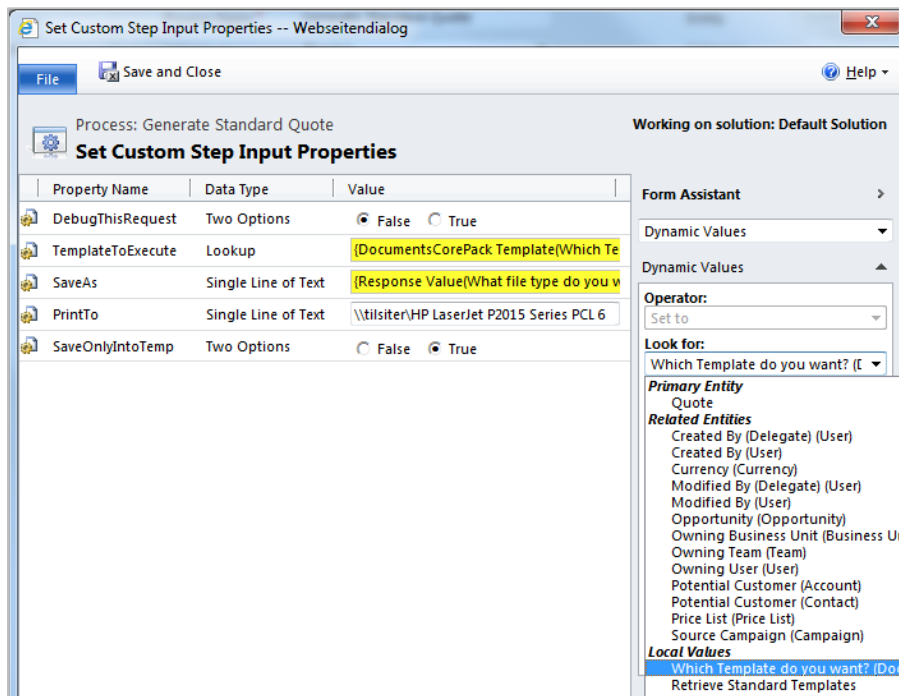 Set Custom Step Input Properties -- Webseitendialog
File
Save and Close
Help
Process: Generate Standard Quote
Set Custom Step Input Properties
Working on solution: Default Solution
Property Name Data Type Value
DebugThisRequest Two Options False True
TemplateToExecute Lookup {DocumentsCorePack Template(Which Te
SaveAs Single Line of Text {Response Value(What file type do you w
PrintTo Single Line of Text \\tilsiter\HP LaserJet P2015 Series PCL 6
SaveOnlyIntoTemp Two Options False True
Form Assistant
Dynamic Values
Dynamic Values
Operator:
Set to
Look for:
Which Template do you want? (D
Primary Entity
Quote
Related Entities
Created By (Delegate) (User)
Created By (User)
Currency (Currency)
Modified By (Delegate) (User)
Modified By (User)
Opportunity (Opportunity)
Owning Business Unit (Business Un
Owning Team (Team)
Owning User (User)
Potential Customer (Account)
Potential Customer (Contact)
Price List (Price List)
Source Campaign (Campaign)
Local Values
Which Template do you want? (Doc
Retrieve Standard Templates